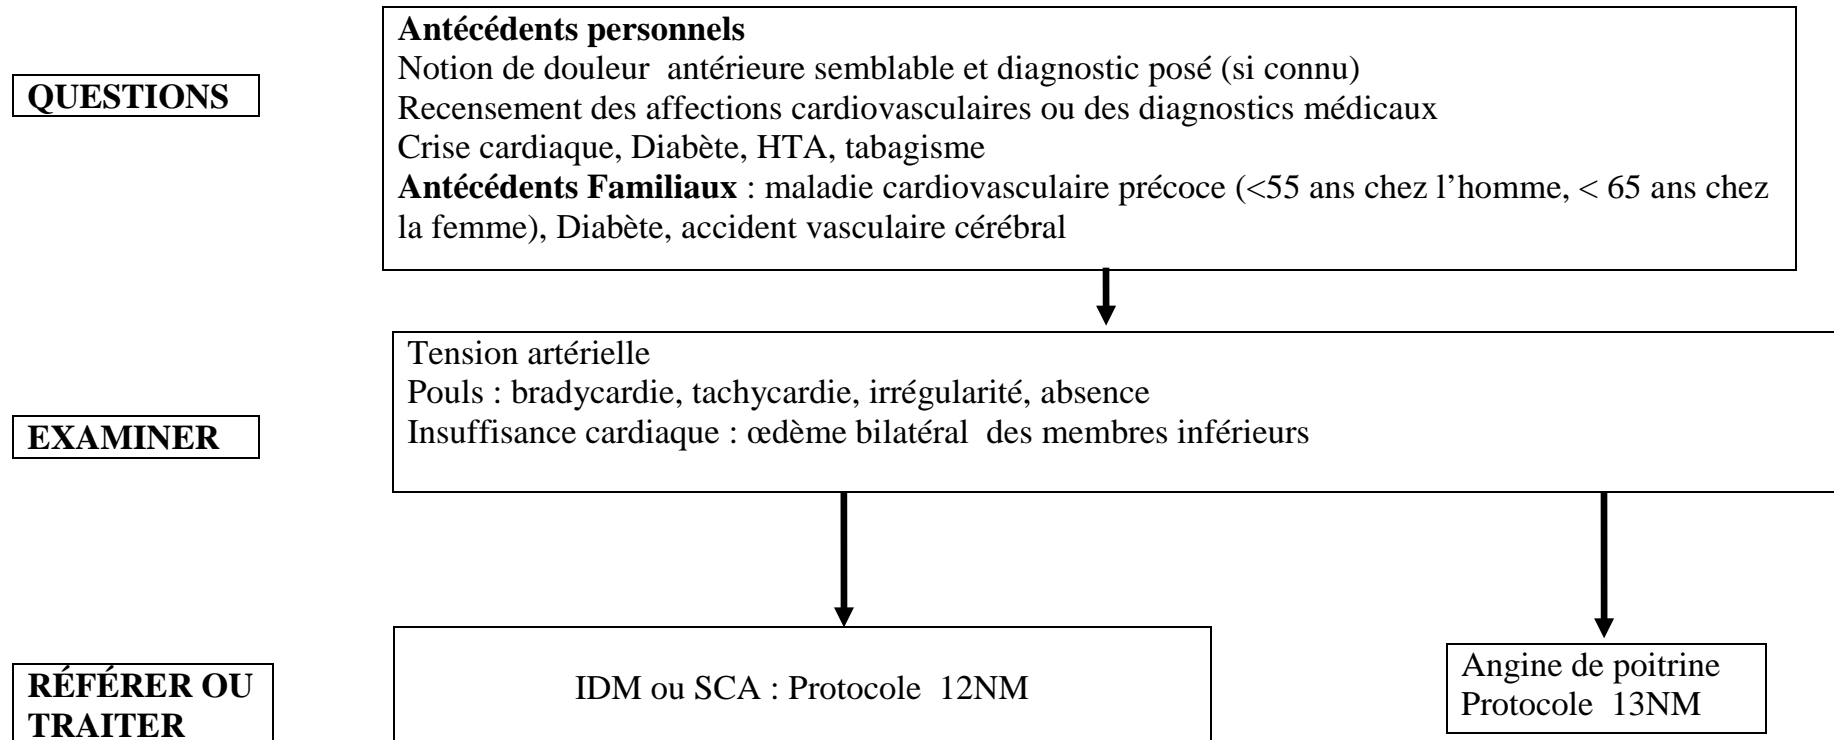 QUESTIONS
Antécédents personnels
Notion de douleur antérieure semblable et diagnostic posé (si connu)
Recensement des affections cardiovasculaires ou des diagnostics médicaux
Crise cardiaque, Diabète, HTA, tabagisme
Antécédents Familiaux : maladie cardiovasculaire précoce (<55 ans chez l’homme, < 65 ans chez
la femme), Diabète, accident vasculaire cérébral
EXAMINER
Tension artérielle
Pouls : bradycardie, tachycardie, irrégularité, absence
Insuffisance cardiaque : œdème bilatéral des membres inférieurs
RÉFÉRER OU
TRAITER
IDM ou SCA : Protocole 12NM
Angine de poitrine
Protocole 13NM